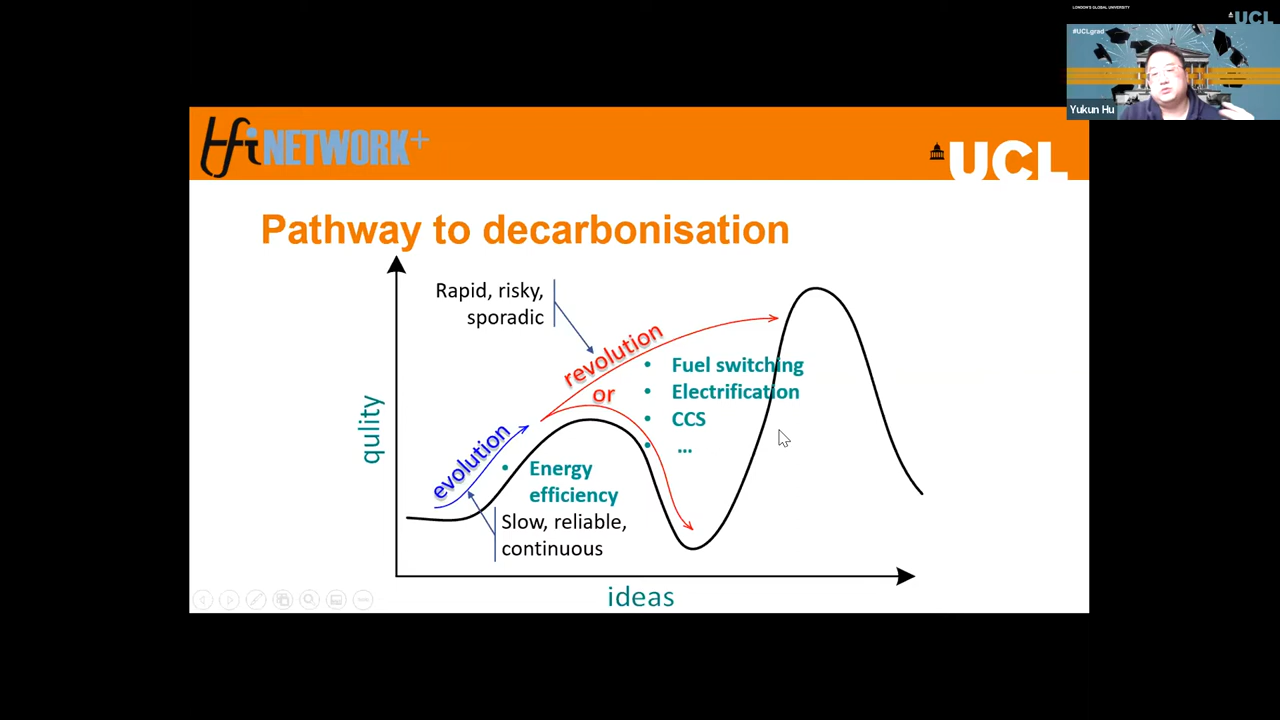 LONDON'S GLOBAL UNIVERSITY
UCL
#UCLgrad
Yukun Hu
tfi NETWORK+
UCL
Pathway to decarbonisation
Rapid, risky,
sporadic
revolution
or
• Fuel switching
• Electrification
• CCS
• ...
qulity
evolution
• Energy
efficiency
Slow, reliable,
continuous
ideas